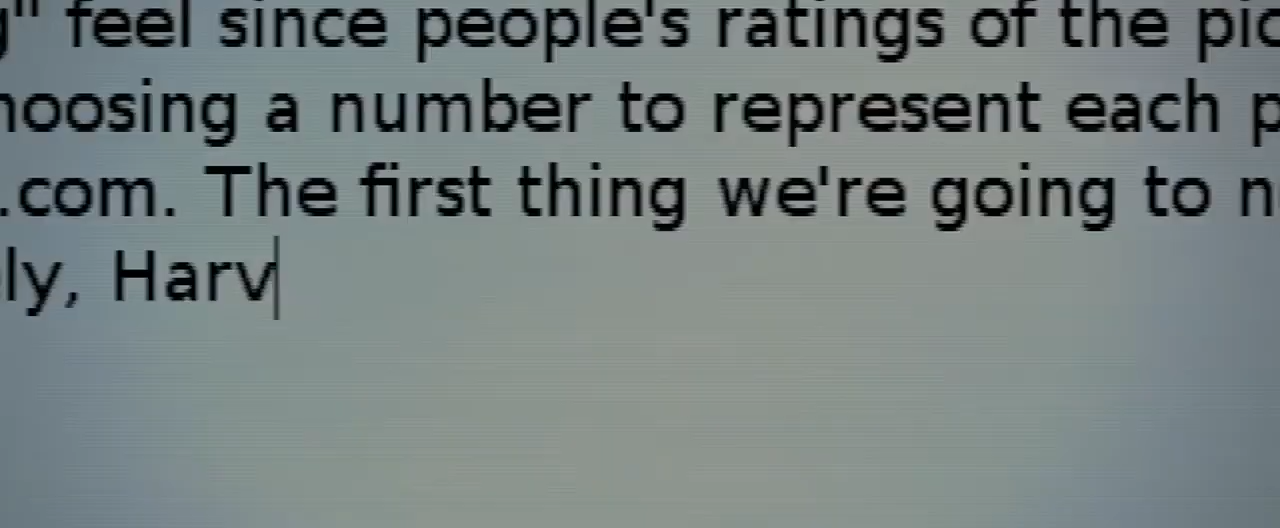 g" feel since people's ratings of the pic
hoosing a number to represent each p
.com. The first thing we're going to n
ly, Harv